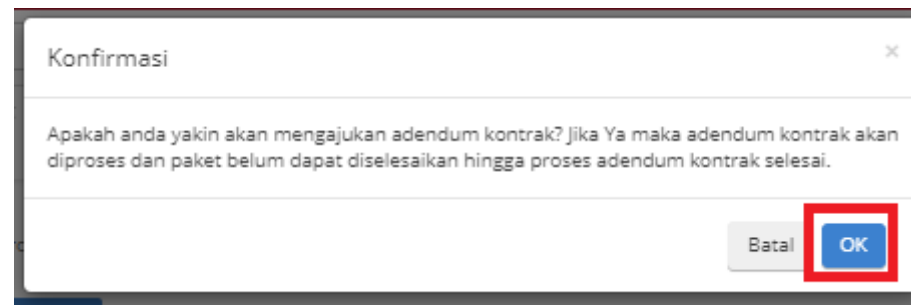 Konfirmasi ×
Apakah anda yakin akan mengajukan adendum kontrak? Jika Ya maka adendum kontrak akan
diproses dan paket belum dapat diselesaikan hingga proses adendum kontrak selesai.
Batal OK